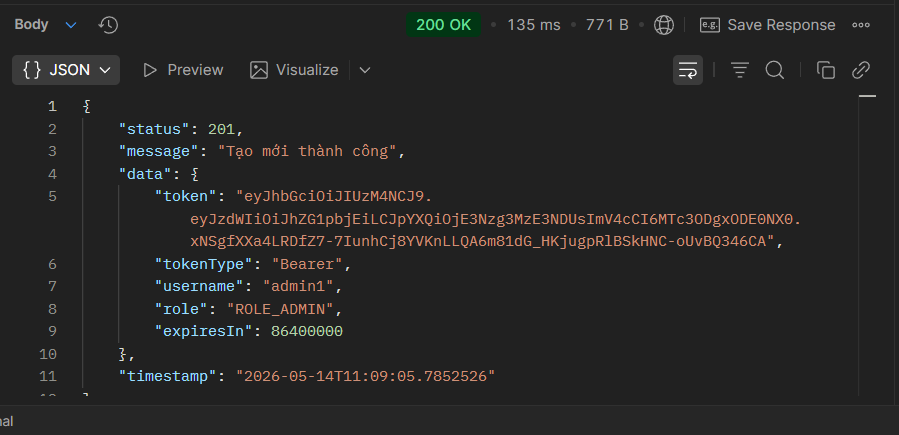 Body 200 OK • 135 ms • 771 B e.g. Save Response
{} JSON Preview Visualize
1 {
2 "status": 201,
3 "message": "Tạo mới thành công",
4 "data": {
5 "token": "eyJhbGciOiJIUzM4NCJ9.
eyJzdWIiOiJhZG1pbjEiLCJpYXQiOjE3Nzg3MzE3NDUsImV4cCI6MTc3ODgxODE0NX0.
xNSgfXXa4LRDfZ7-7IunhCj8YVKnLLQA6m81dG_HKjugpRlBSkHNC-oUvBQ346CA",
6 "tokenType": "Bearer",
7 "username": "admin1",
8 "role": "ROLE_ADMIN",
9 "expiresIn": 86400000
10 },
11 "timestamp": "2026-05-14T11:09:05.7852526"